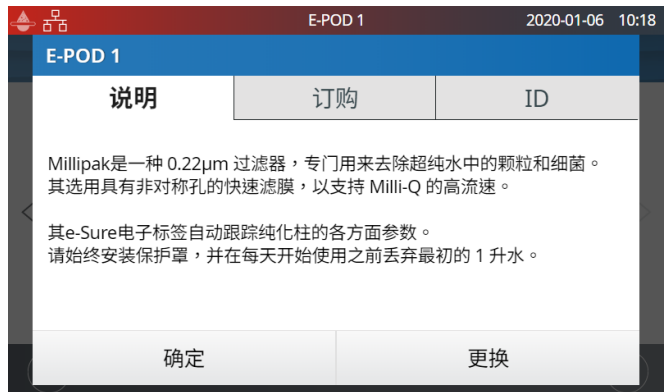 E-POD 1 2020-01-06 10:18
E-POD 1
说明 订购 ID
Millipak是一种 0.22µm 过滤器，专门用来去除超纯水中的颗粒和细菌。
其选用具有非对称孔的快速滤膜，以支持 Milli-Q 的高流速。
其e-Sure电子标签自动跟踪纯化柱的各方面参数。
请始终安装保护罩，并在每天开始使用之前丢弃最初的 1 升水。
确定 更换